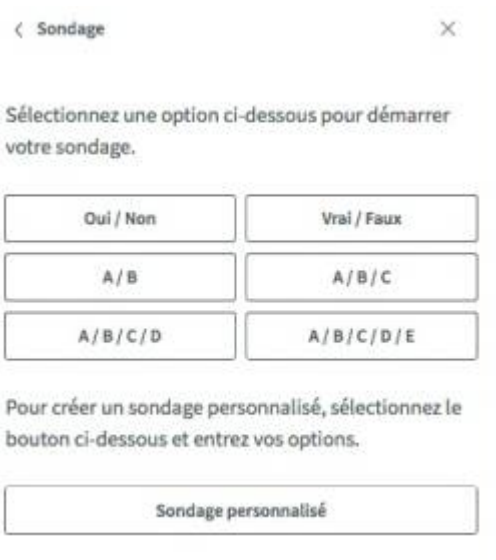 Sondage
Sélectionnez une option ci-dessous pour démarrer
votre sondage.
Oui / Non
Vrai / Faux
A / B
A / B / C
A / B / C / D
A / B / C / D / E
Pour créer un sondage personnalisé, sélectionnez le
bouton ci-dessous et entrez vos options.
Sondage personnalisé